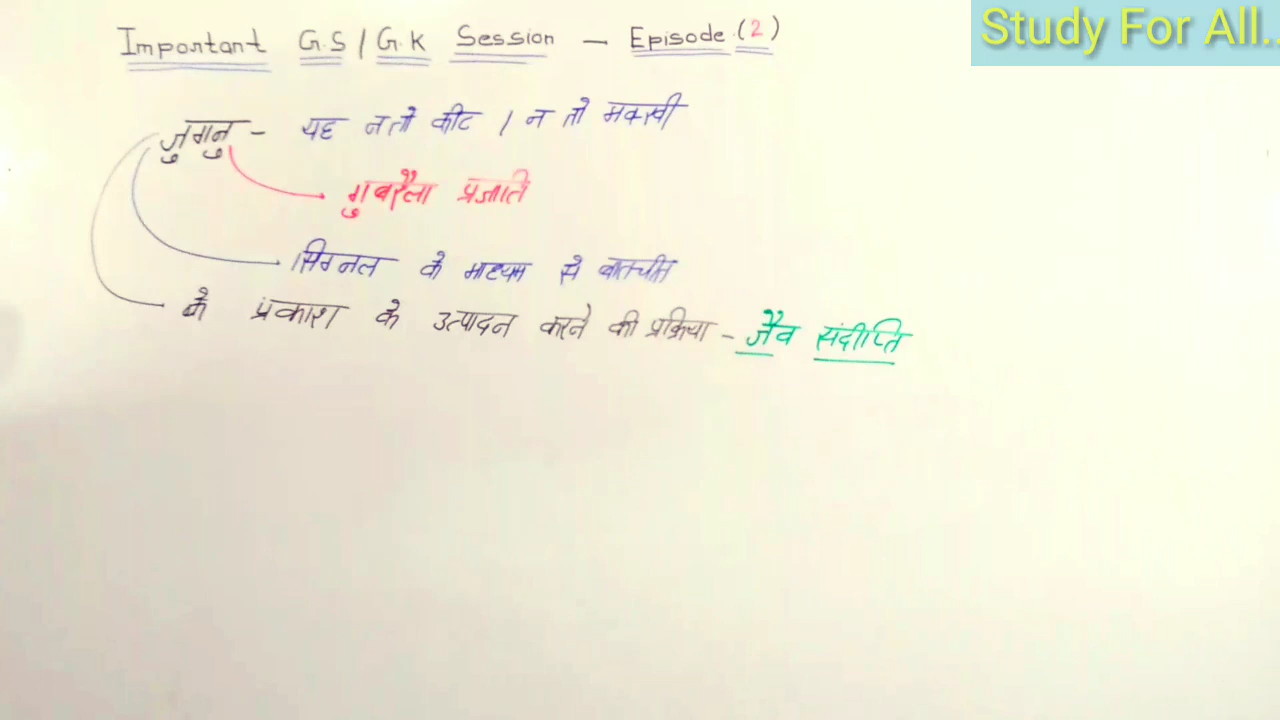 Important G.S / G.K Session – Episode.(2)
Study For All..
जुगनु – यह न तो कीट / न तो मक्खी
गुबरैला प्रजाति
सिग्नल के माध्यम से बातचीत
के प्रकाश के उत्पादन करने की प्रक्रिया – जैव संदीप्ति